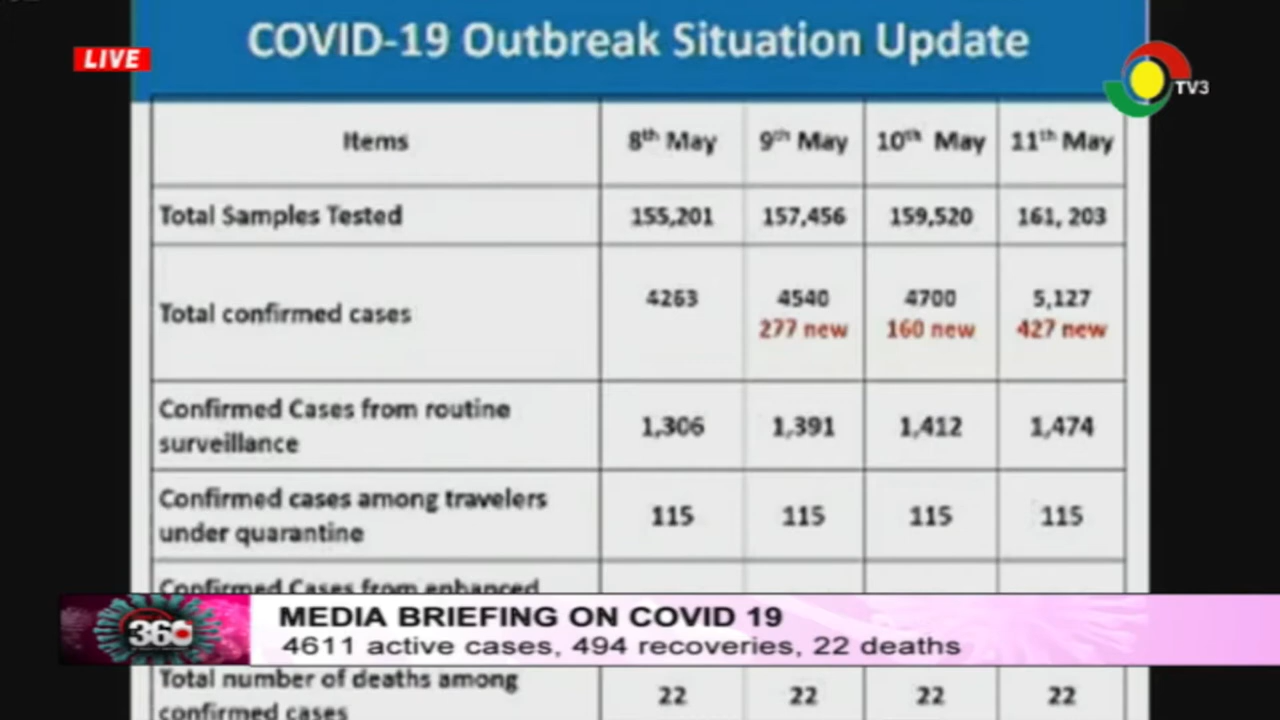 COVID-19 Outbreak Situation Update
LIVE
TV3
Items 8th May 9th May 10th May 11th May
Total Samples Tested 155,201 157,456 159,520 161, 203
Total confirmed cases 4263 4540 4700 5,127
277 new 160 new 427 new
Confirmed Cases from routine
surveillance 1,306 1,391 1,412 1,474
Confirmed cases among travelers
under quarantine 115 115 115 115
Confirmed Cases from enhanced
360
MEDIA BRIEFING ON COVID 19
4611 active cases, 494 recoveries, 22 deaths
Total number of deaths among
confirmed cases 22 22 22 22